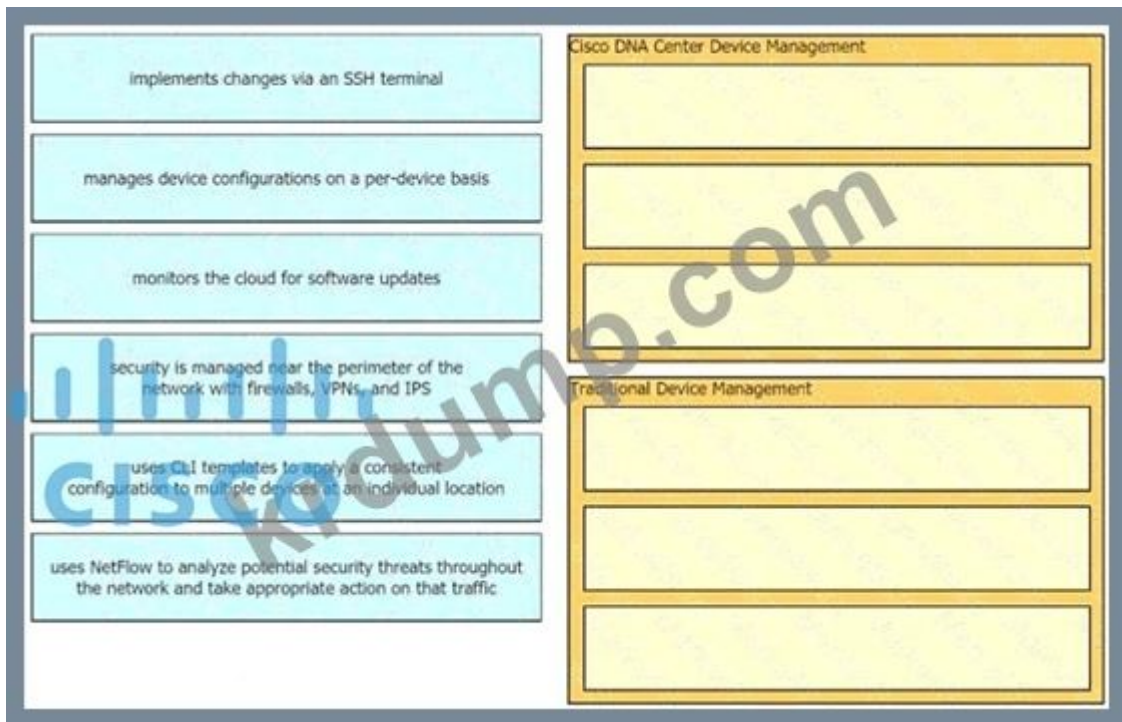 implements changes via an SSH terminal
manages device configurations on a per-device basis
monitors the cloud for software updates
security is managed near the perimeter of the
network with firewalls, VPNs, and IPS
uses CLI templates to apply a consistent
configuration to multiple devices at an individual location
uses NetFlow to analyze potential security threats throughout
the network and take appropriate action on that traffic
Cisco DNA Center Device Management
Traditional Device Management
CISCO
krdump.com